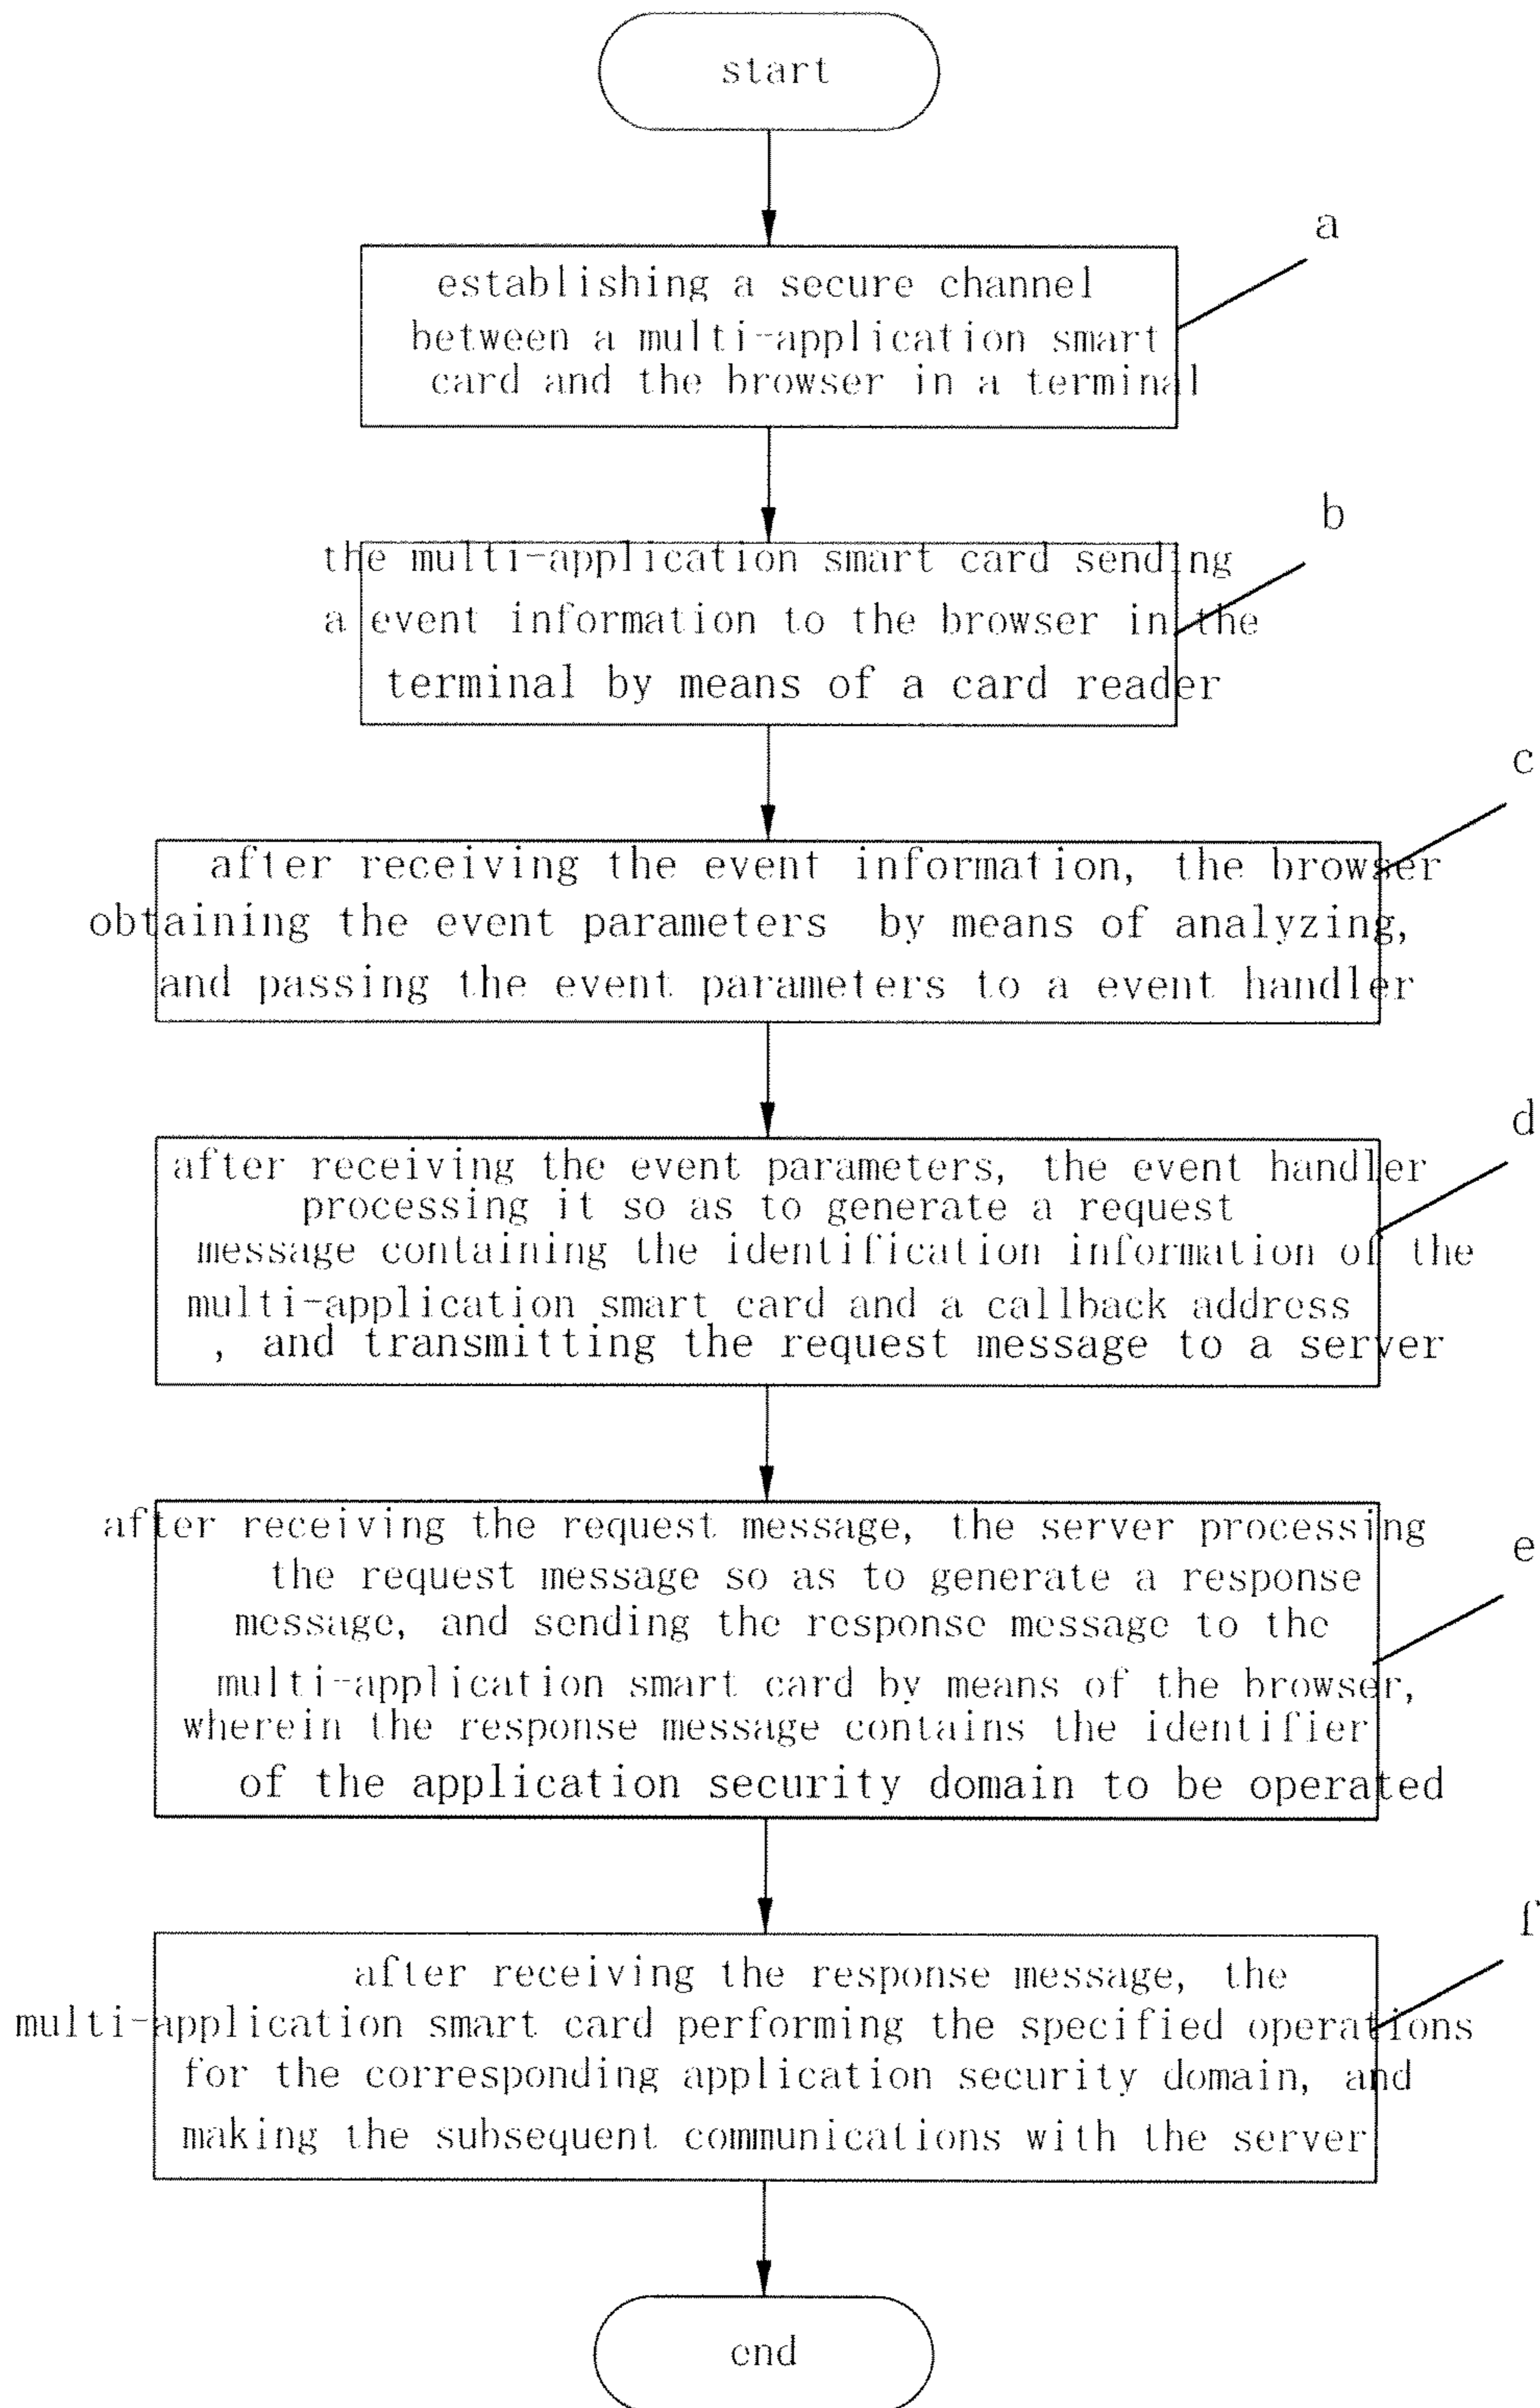 start
a
establishing a secure channel
between a multi-application smart
card and the browser in a terminal
b
the multi-application smart card sending
a event information to the browser in the
terminal by means of a card reader
c
after receiving the event information, the browser
obtaining the event parameters by means of analyzing,
and passing the event parameters to a event handler
d
after receiving the event parameters, the event handler
processing it so as to generate a request
message containing the identification information of the
multi-application smart card and a callback address
, and transmitting the request message to a server
e
after receiving the request message, the server processing
the request message so as to generate a response
message, and sending the response message to the
multi-application smart card by means of the browser,
wherein the response message contains the identifier
of the application security domain to be operated
f
after receiving the response message, the
multi-application smart card performing the specified operations
for the corresponding application security domain, and
making the subsequent communications with the server
end